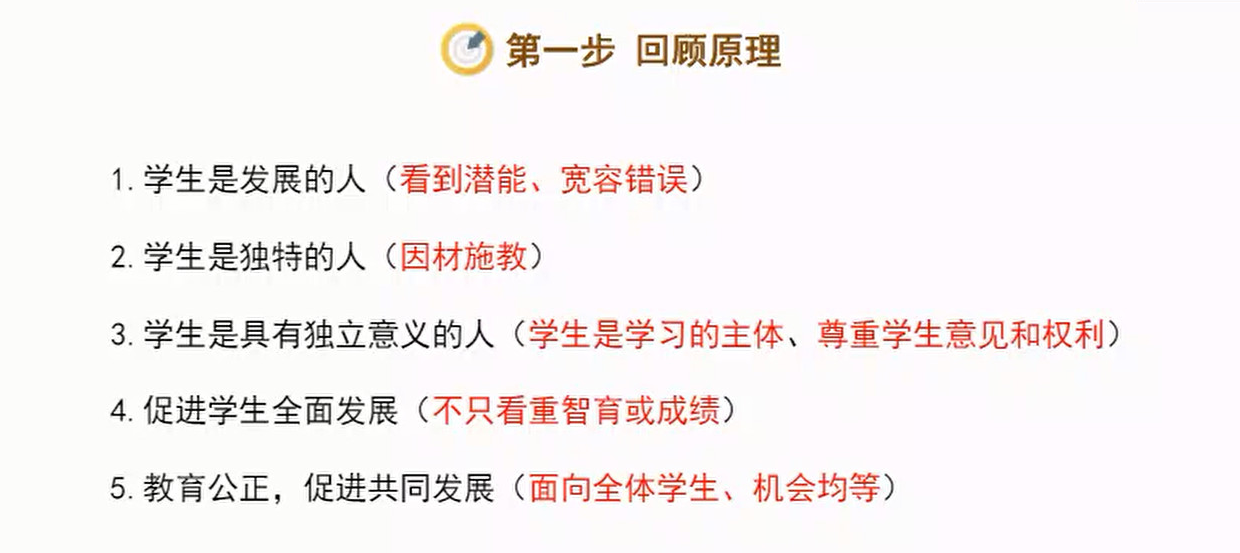 第一步 回顾原理
1. 学生是发展的人（看到潜能、宽容错误）
2. 学生是独特的人（因材施教）
3. 学生是具有独立意义的人（学生是学习的主体、尊重学生意见和权利）
4. 促进学生全面发展（不只看重智育或成绩）
5. 教育公正，促进共同发展（面向全体学生、机会均等）